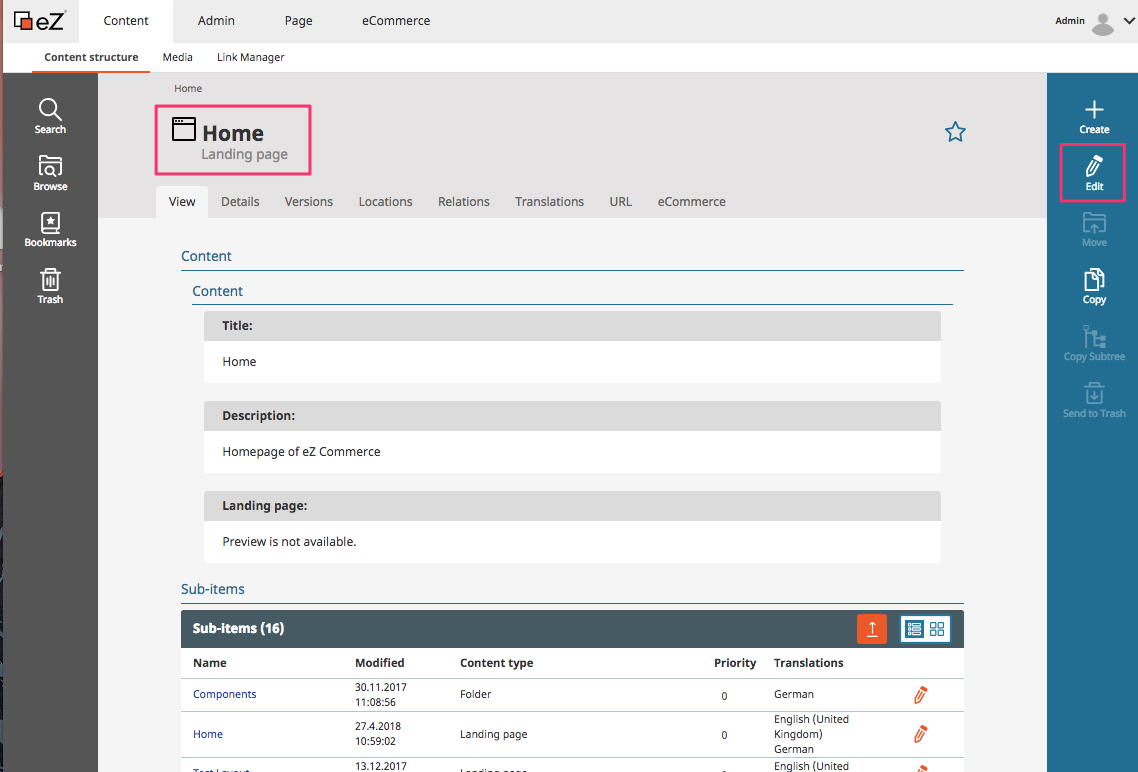 eZ
Content Admin Page eCommerce Admin
Content structure Media Link Manager
Search
Browse
Bookmarks
Trash
Home
Home
Landing page
View Details Versions Locations Relations Translations URL eCommerce
Create
Edit
Move
Copy
Copy Subtree
Send to Trash
Content
Content
Title:
Home
Description:
Homepage of eZ Commerce
Landing page:
Preview is not available.
Sub-items
Sub-items (16)
Name Modified Content type Priority Translations
Components 30.11.2017 11:08:56 Folder 0 German
Home 27.4.2018 10:59:02 Landing page 0 English (United Kingdom) German
13.12.2017 English (United